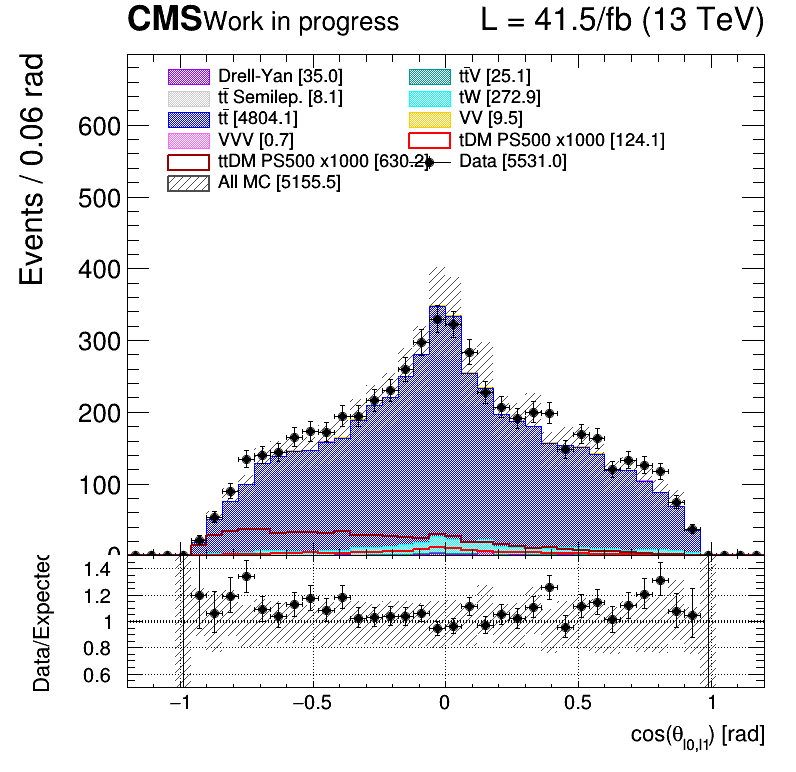 CMS Work in progress L = 41.5/fb (13 TeV)
Events / 0.06 rad
Drell-Yan [35.0] tt̄V [25.1]
tt̄ Semilep. [8.1] tW [272.9]
tt̄ [4804.1] VV [9.5]
VVV [0.7] tDM PS500 x1000 [124.1]
ttDM PS500 x1000 [630.2] Data [5531.0]
All MC [5155.5]
600
500
400
300
200
100
0
Data/Expected
1.4
1.2
1
0.8
0.6
−1 −0.5 0 0.5 1
cos(θl0,l1) [rad]